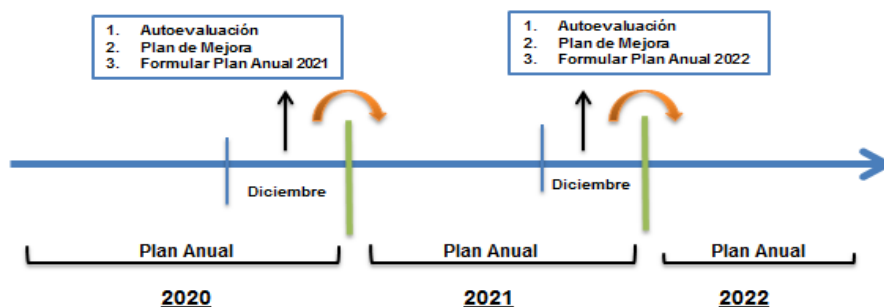 1. Autoevaluación
2. Plan de Mejora
3. Formular Plan Anual 2021
1. Autoevaluación
2. Plan de Mejora
3. Formular Plan Anual 2022
Diciembre
Diciembre
Plan Anual
Plan Anual
Plan Anual
2020
2021
2022